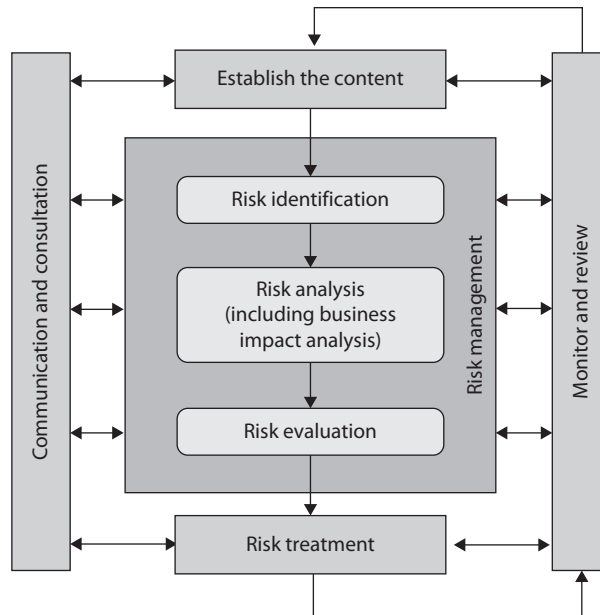 Establish the content
Communication and consultation
Risk identification
Risk analysis
(including business
impact analysis)
Risk evaluation
Risk management
Monitor and review
Risk treatment